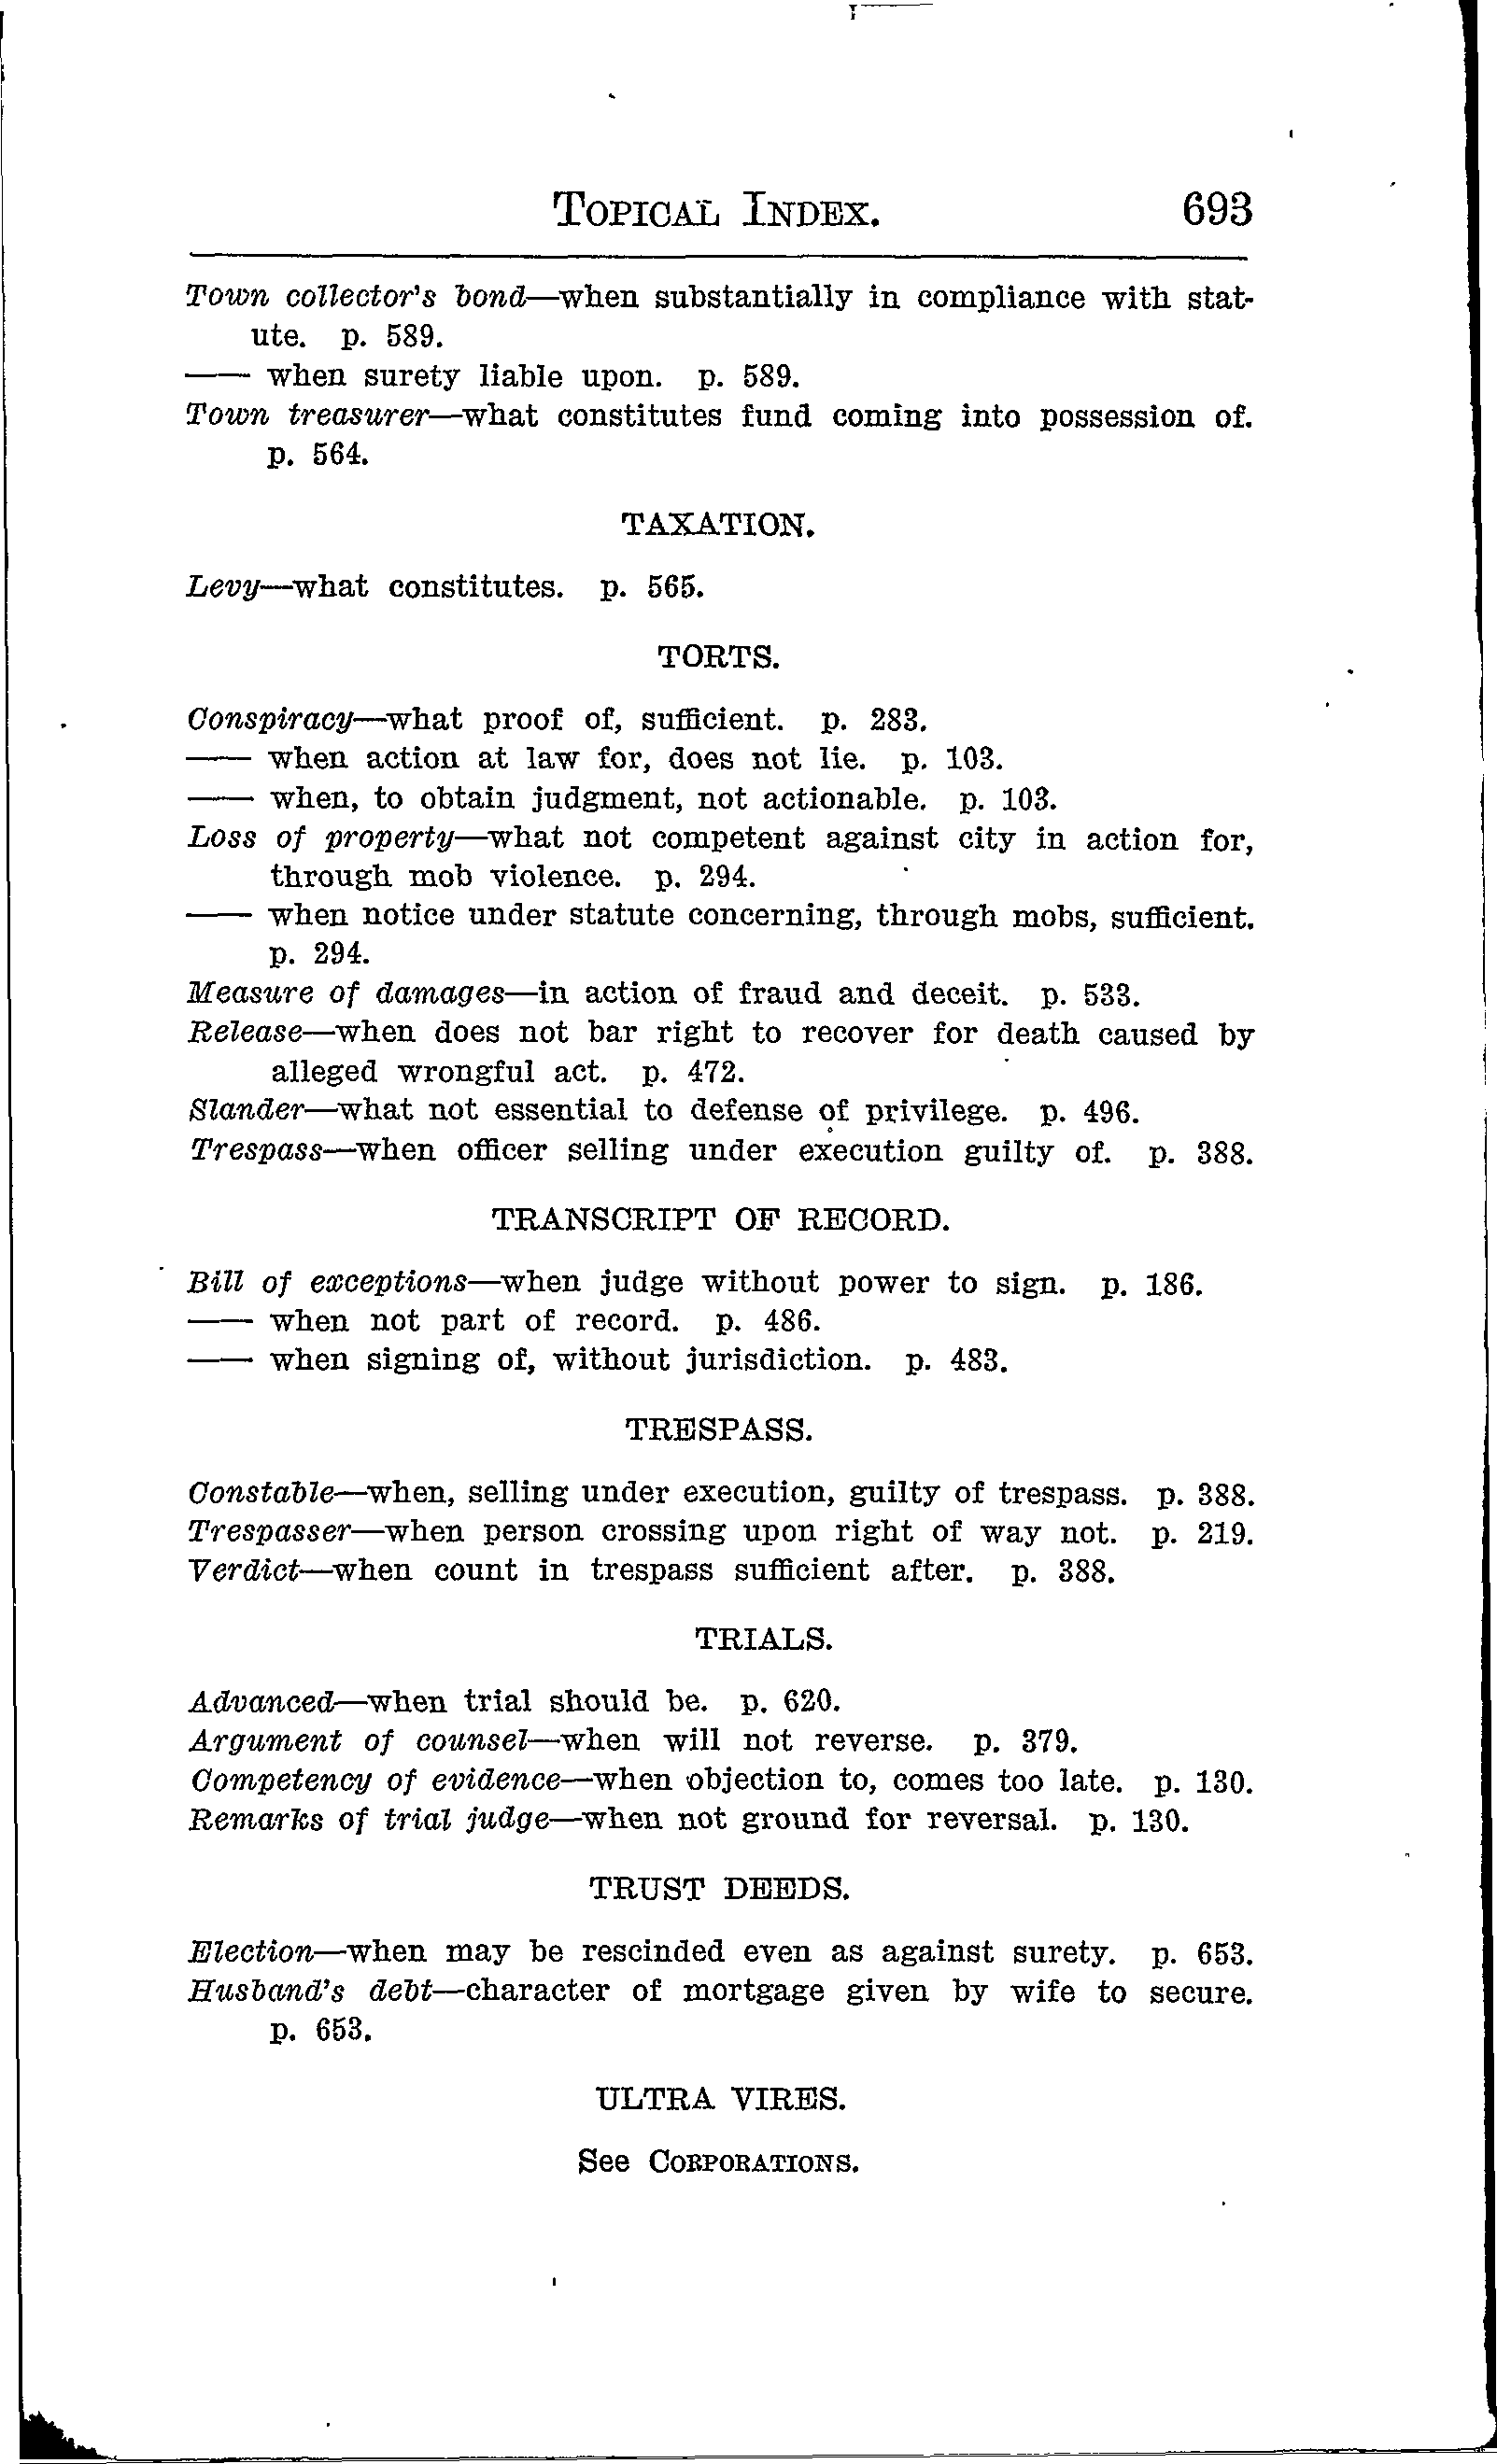 TOPICAL INDEX. 693
Town collector's bond—when substantially in compliance with stat-
ute. p. 589.
—— when surety liable upon. p. 589.
Town treasurer—what constitutes fund coming into possession of.
p. 564.
TAXATION.
Levy—what constitutes. p. 565.
TORTS.
Conspiracy—what proof of, sufficient. p. 283.
—— when action at law for, does not lie. p. 103.
—— when, to obtain judgment, not actionable. p. 103.
Loss of property—what not competent against city in action for,
through mob violence. p. 294.
—— when notice under statute concerning, through mobs, sufficient.
p. 294.
Measure of damages—in action of fraud and deceit. p. 533.
Release—when does not bar right to recover for death caused by
alleged wrongful act. p. 472.
Slander—what not essential to defense of privilege. p. 496.
Trespass—when officer selling under execution guilty of. p. 388.
TRANSCRIPT OF RECORD.
Bill of exceptions—when judge without power to sign. p. 186.
—— when not part of record. p. 486.
—— when signing of, without jurisdiction. p. 483.
TRESPASS.
Constable—when, selling under execution, guilty of trespass. p. 388.
Trespasser—when person crossing upon right of way not. p. 219.
Verdict—when count in trespass sufficient after. p. 388.
TRIALS.
Advanced—when trial should be. p. 620.
Argument of counsel—when will not reverse. p. 379.
Competency of evidence—when objection to, comes too late. p. 130.
Remarks of trial judge—when not ground for reversal. p. 130.
TRUST DEEDS.
Election—when may be rescinded even as against surety. p. 653.
Husband's debt—character of mortgage given by wife to secure.
p. 653.
ULTRA VIRES.
See CORPORATIONS.